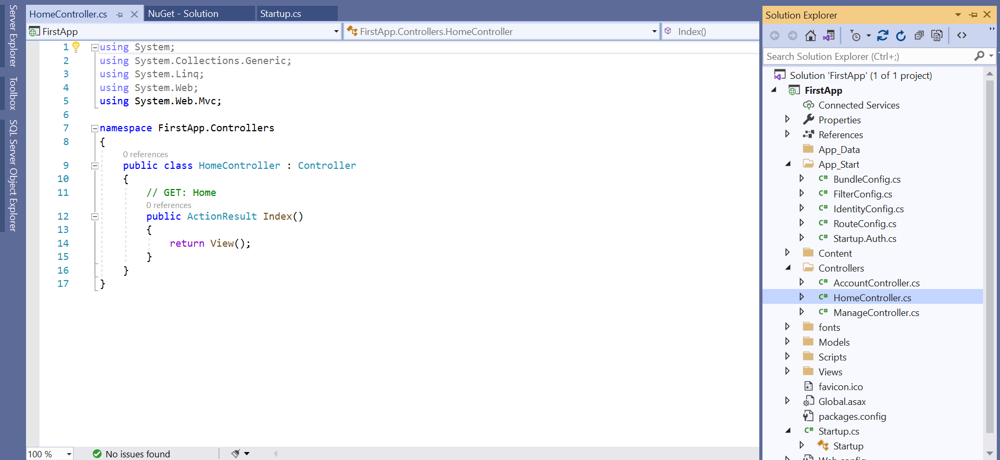 Server Explorer
Toolbox
SQL Server Object Explorer
HomeController.cs
NuGet - Solution
Startup.cs
FirstApp
FirstApp.Controllers.HomeController
Index()
1 using System;
2 using System.Collections.Generic;
3 using System.Linq;
4 using System.Web;
5 using System.Web.Mvc;
6
7 namespace FirstApp.Controllers
8 {
0 references
9 public class HomeController : Controller
10 {
11 // GET: Home
0 references
12 public ActionResult Index()
13 {
14 return View();
15 }
16 }
17 }
100 %
No issues found
Solution Explorer
Search Solution Explorer (Ctrl+;)
Solution 'FirstApp' (1 of 1 project)
FirstApp
Connected Services
Properties
References
App_Data
App_Start
C# BundleConfig.cs
C# FilterConfig.cs
C# IdentityConfig.cs
C# RouteConfig.cs
C# Startup.Auth.cs
Content
Controllers
C# AccountController.cs
C# HomeController.cs
C# ManageController.cs
fonts
Models
Scripts
Views
favicon.ico
Global.asax
packages.config
C# Startup.cs
Startup
Web.config